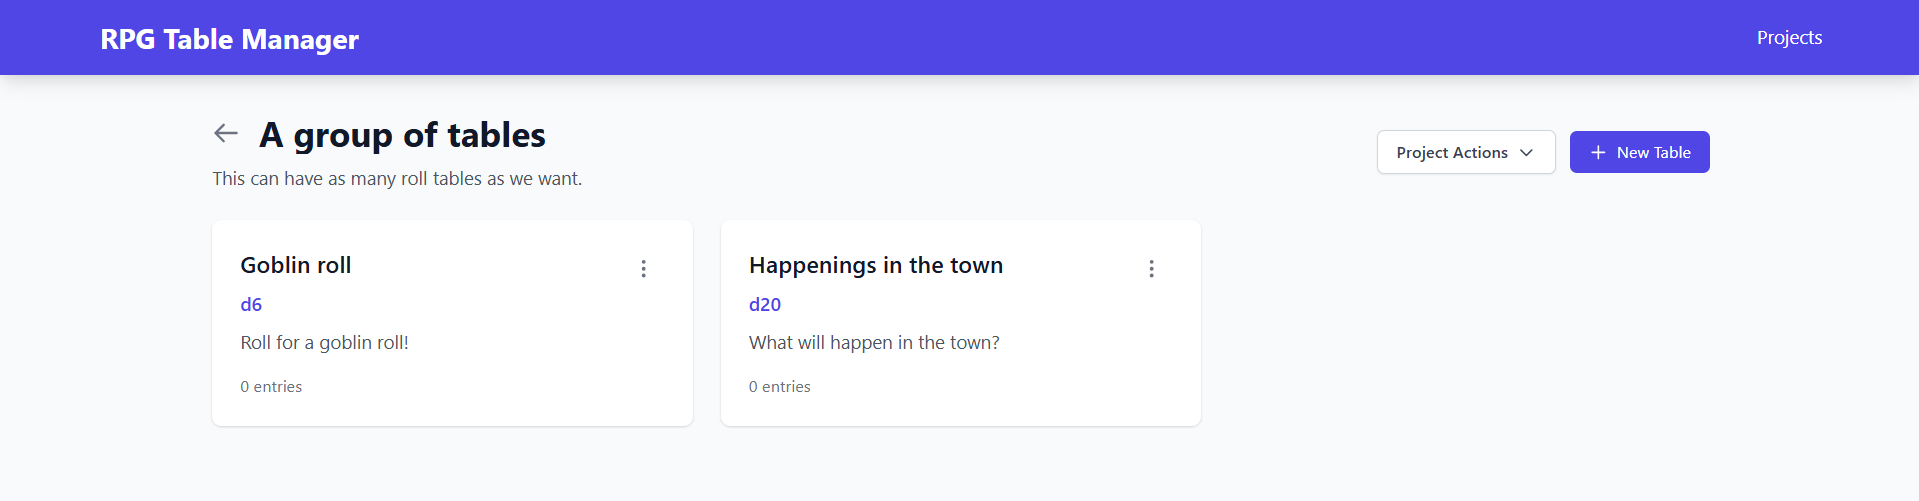 RPG Table Manager
Projects
A group of tables
This can have as many roll tables as we want.
Project Actions
New Table
Goblin roll
d6
Roll for a goblin roll!
0 entries
Happenings in the town
d20
What will happen in the town?
0 entries